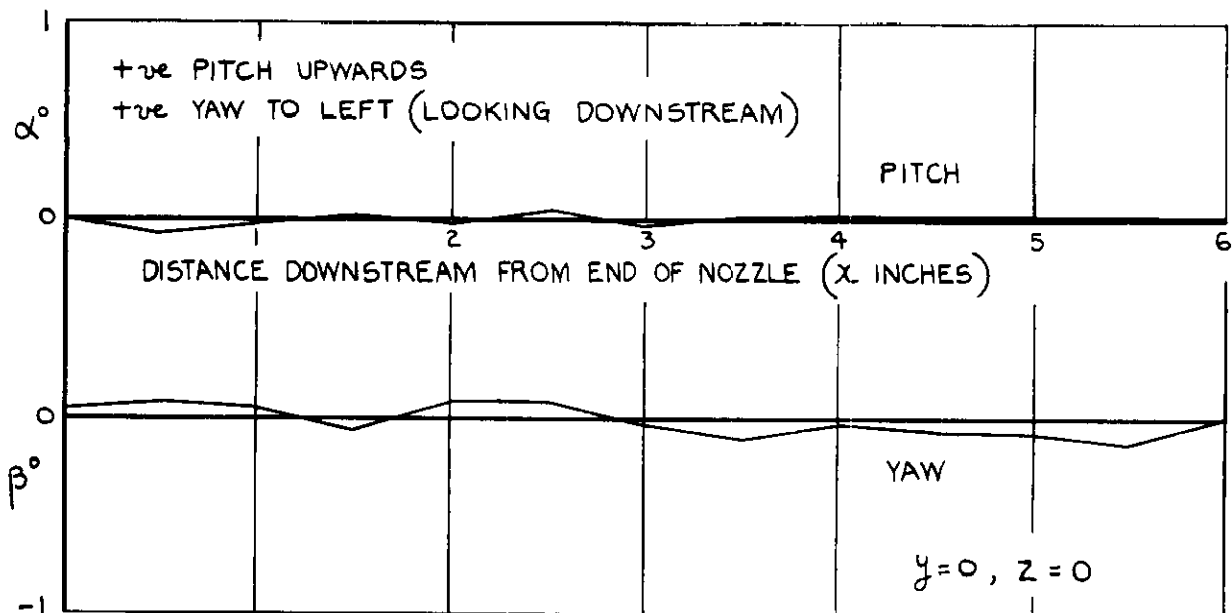 1
+ve PITCH UPWARDS
+ve YAW TO LEFT (LOOKING DOWNSTREAM)
α°
PITCH
0
1 2 3 4 5 6
DISTANCE DOWNSTREAM FROM END OF NOZZLE (x INCHES)
0
β°
YAW
y=0, z=0
-1